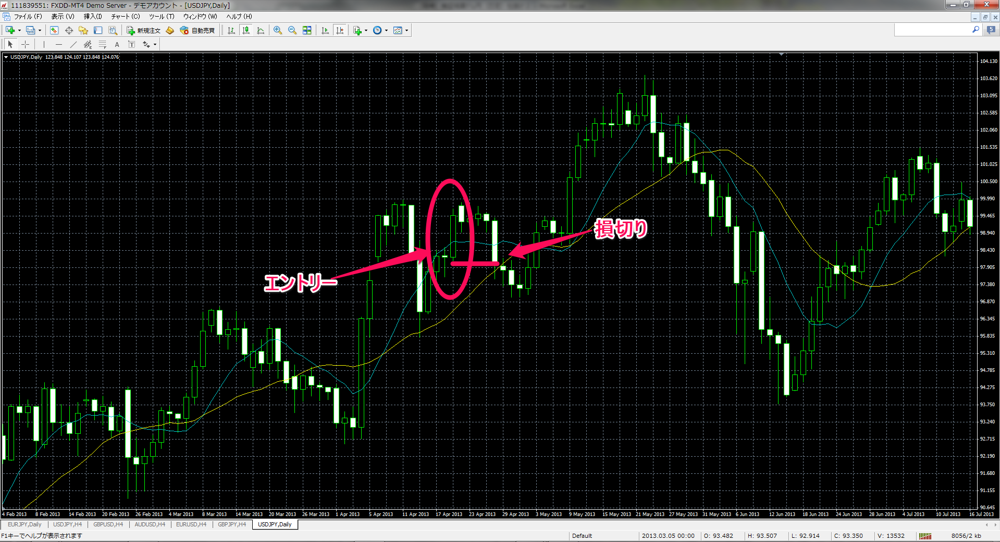 111839551: FXDD-MT4 Demo Server - デモアカウント - [USDJPY,Daily]
ファイル (F) 表示 (V) 挿入(I) チャート (C) ツール (T) ウィンドウ (W) ヘルプ (H)
新規注文 自動売買
5
A T
USDJPY,Daily 123.848 124.107 123.848 124.076
104.130
103.620
103.095
102.585
102.060
101.535
101.025
100.500
99.990
99.465
98.940
98.430
97.905
97.380
96.870
96.345
95.835
95.310
94.785
94.275
93.750
93.240
92.715
92.190
91.680
91.155
90.645
損切り
エントリー
4 Feb 2013 8 Feb 2013 14 Feb 2013 20 Feb 2013 26 Feb 2013 4 Mar 2013 8 Mar 2013 14 Mar 2013 20 Mar 2013 26 Mar 2013 1 Apr 2013 5 Apr 2013 11 Apr 2013 17 Apr 2013 23 Apr 2013 29 Apr 2013 3 May 2013 9 May 2013 15 May 2013 21 May 2013 27 May 2013 31 May 2013 6 Jun 2013 12 Jun 2013 18 Jun 2013 24 Jun 2013 28 Jun 2013 4 Jul 2013 10 Jul 2013 16 Jul 2013
EURJPY,Daily USDJPY,H4 GBPUSD,H4 AUDUSD,H4 EURUSD,H4 GBPJPY,H4 USDJPY,Daily
F1キーでヘルプが表示されます Default 2013.03.05 00:00 O: 93.482 H: 93.507 L: 92.914 C: 93.350 V: 13532 8056/2 kb